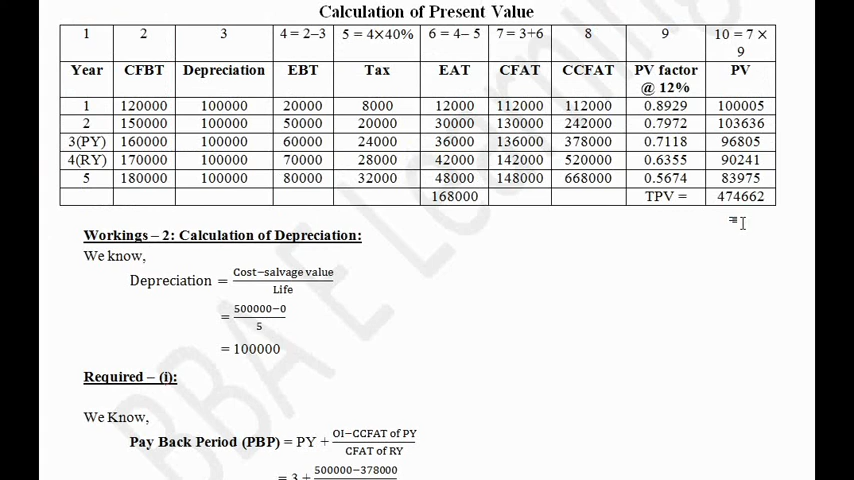 Calculation of Present Value
1 2 3 4 = 2–3 5 = 4×40% 6 = 4– 5 7 = 3+6 8 9 10 = 7 × 9
Year CFBT Depreciation EBT Tax EAT CFAT CCFAT PV factor @ 12% PV
1 120000 100000 20000 8000 12000 112000 112000 0.8929 100005
2 150000 100000 50000 20000 30000 130000 242000 0.7972 103636
3(PY) 160000 100000 60000 24000 36000 136000 378000 0.7118 96805
4(RY) 170000 100000 70000 28000 42000 142000 520000 0.6355 90241
5 180000 100000 80000 32000 48000 148000 668000 0.5674 83975
168000 TPV = 474662
=
Workings – 2: Calculation of Depreciation:
We know,
Depreciation = Cost−salvage value / Life
= 500000−0 / 5
= 100000
Required – (i):
We Know,
Pay Back Period (PBP) = PY + OI−CCFAT of PY / CFAT of RY
= 3 + 500000−378000
BBA E Learning